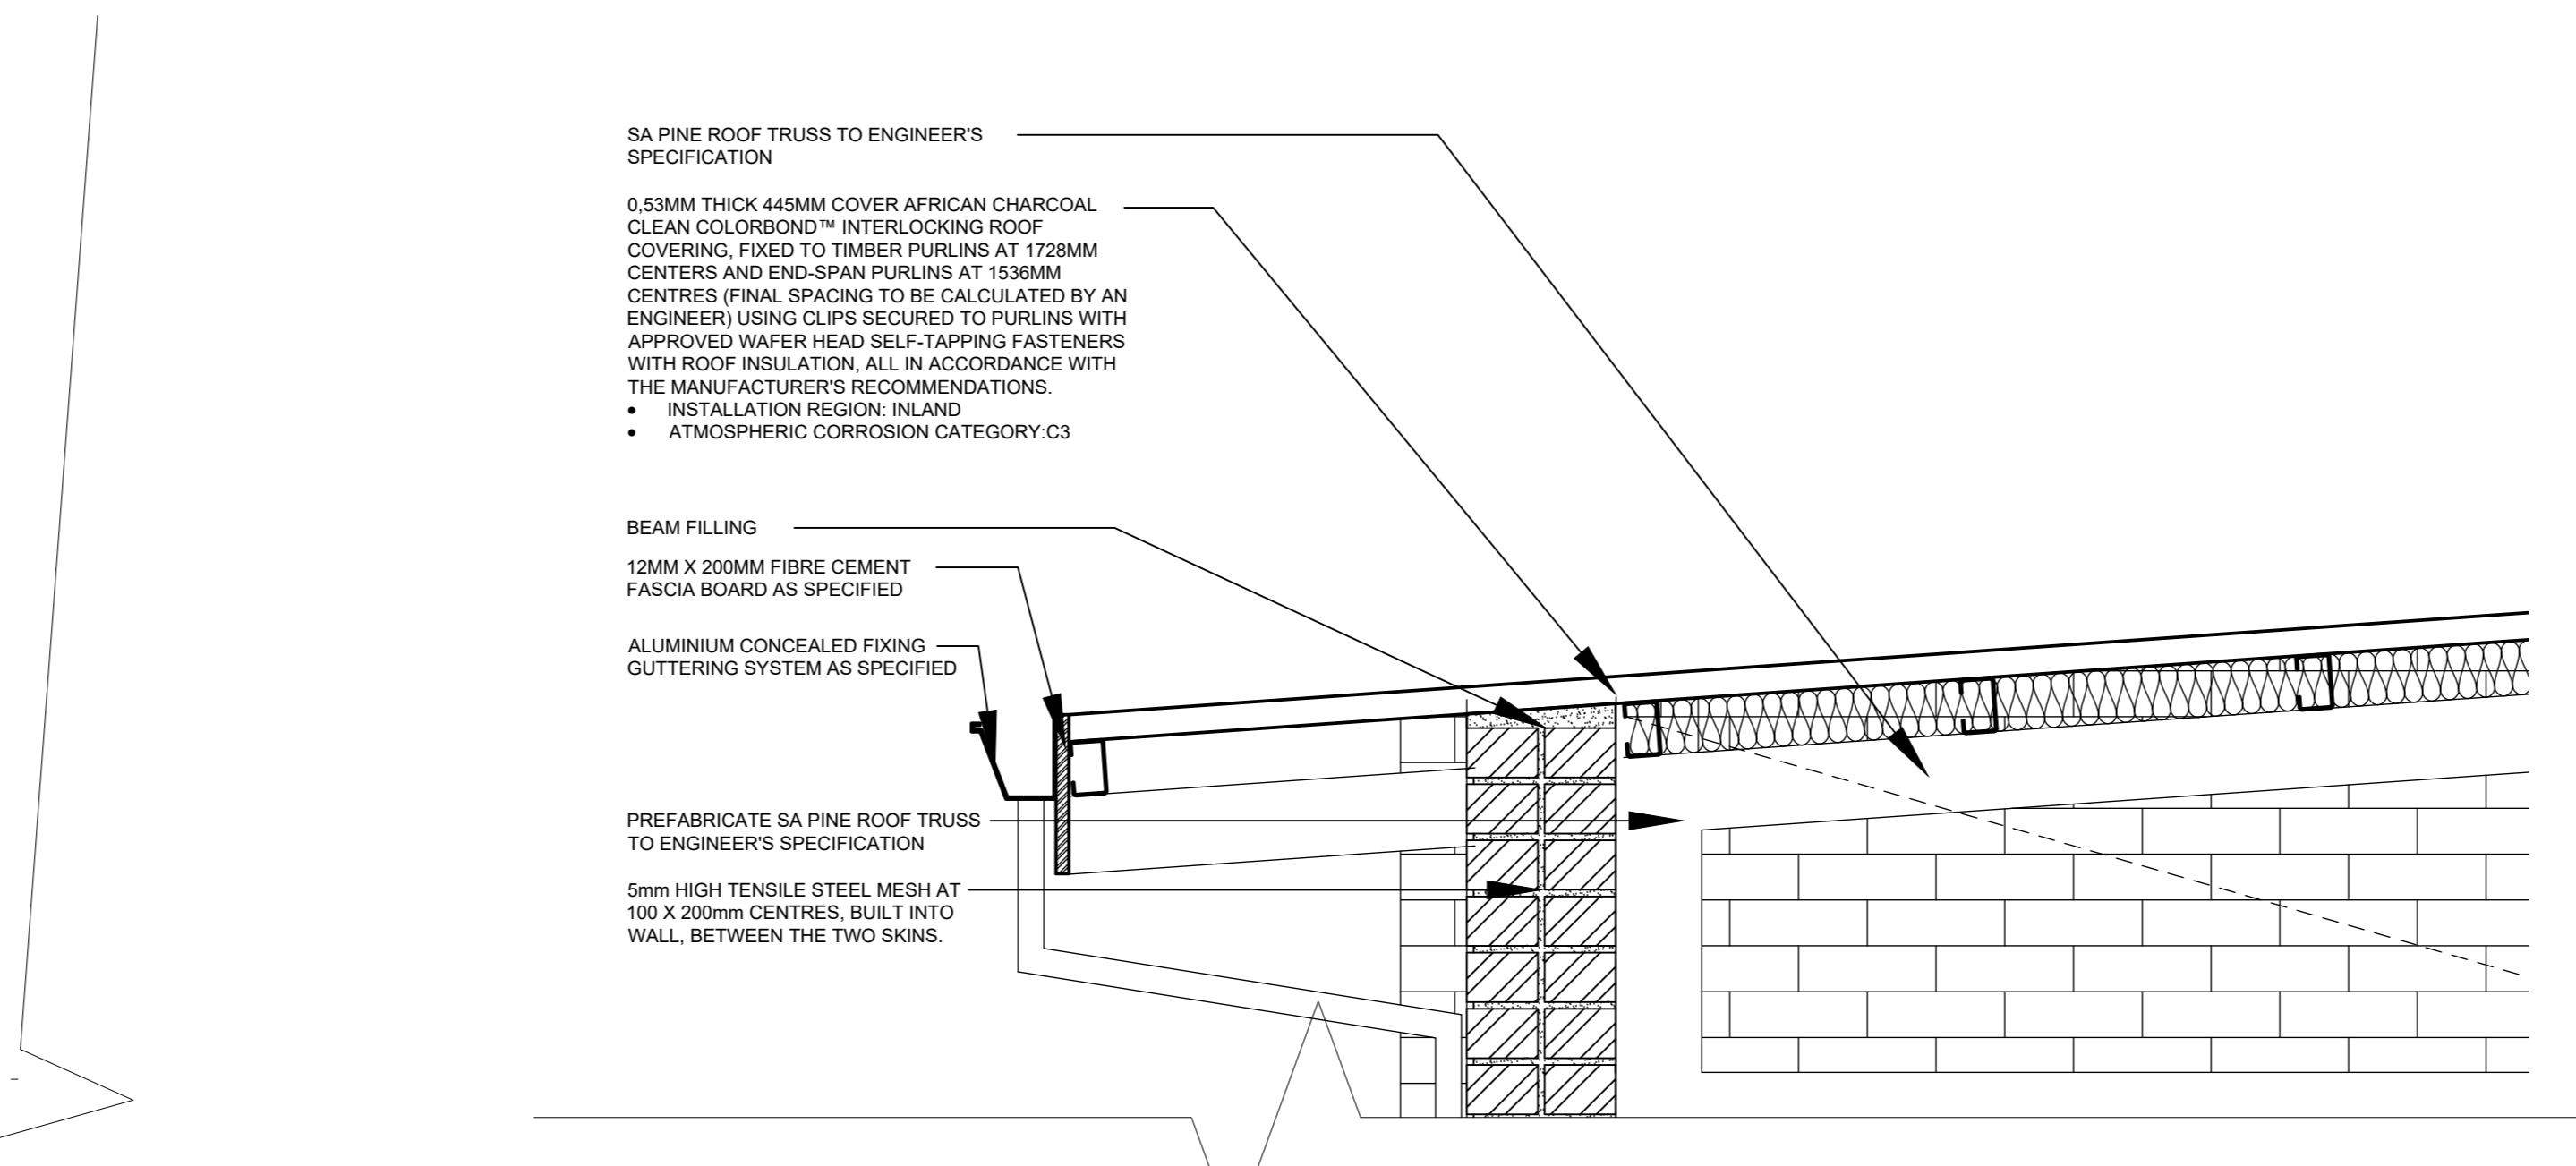 SA PINE ROOF TRUSS TO ENGINEER'S
SPECIFICATION
0,53MM THICK 445MM COVER AFRICAN CHARCOAL
CLEAN COLORBOND™ INTERLOCKING ROOF
COVERING, FIXED TO TIMBER PURLINS AT 1728MM
CENTERS AND END-SPAN PURLINS AT 1536MM
CENTRES (FINAL SPACING TO BE CALCULATED BY AN
ENGINEER) USING CLIPS SECURED TO PURLINS WITH
APPROVED WAFER HEAD SELF-TAPPING FASTENERS
WITH ROOF INSULATION, ALL IN ACCORDANCE WITH
THE MANUFACTURER'S RECOMMENDATIONS.
• INSTALLATION REGION: INLAND
• ATMOSPHERIC CORROSION CATEGORY:C3
BEAM FILLING
12MM X 200MM FIBRE CEMENT
FASCIA BOARD AS SPECIFIED
ALUMINIUM CONCEALED FIXING
GUTTERING SYSTEM AS SPECIFIED
PREFABRICATE SA PINE ROOF TRUSS
TO ENGINEER'S SPECIFICATION
5mm HIGH TENSILE STEEL MESH AT
100 X 200mm CENTRES, BUILT INTO
WALL, BETWEEN THE TWO SKINS.